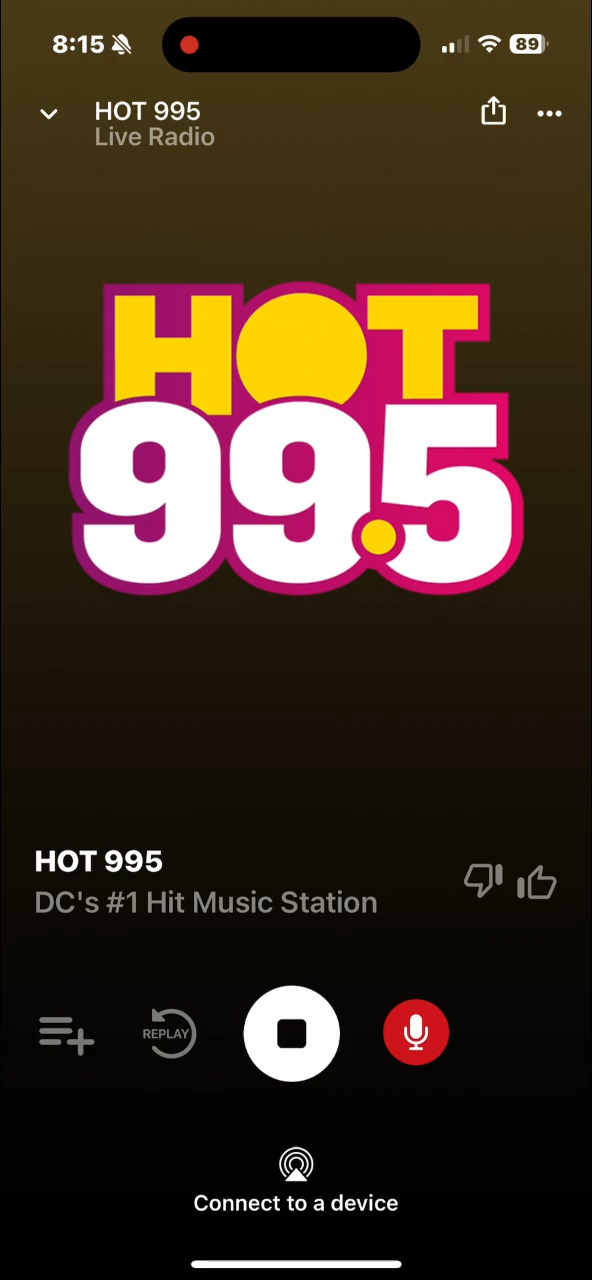 8:15
89
HOT 995
Live Radio
HOT
99.5
HOT 995
DC's #1 Hit Music Station
REPLAY
Connect to a device